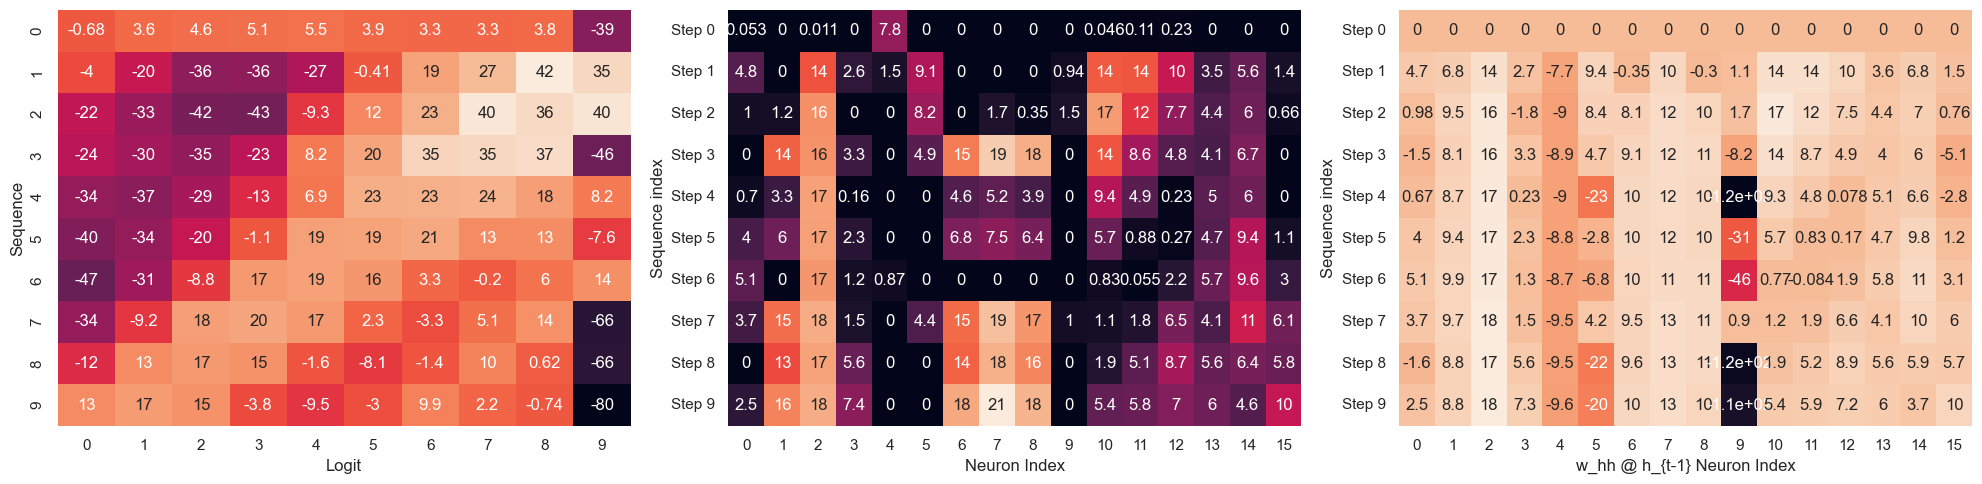 0 -0.68 3.6 4.6 5.1 5.5 3.9 3.3 3.3 3.8 -39
1 -4 -20 -36 -36 -27 -0.41 19 27 42 35
2 -22 -33 -42 -43 -9.3 12 23 40 36 40
3 -24 -30 -35 -23 8.2 20 35 35 37 -46
4 -34 -37 -29 -13 6.9 23 23 24 18 8.2
5 -40 -34 -20 -1.1 19 19 21 13 13 -7.6
6 -47 -31 -8.8 17 19 16 3.3 -0.2 6 14
7 -34 -9.2 18 20 17 2.3 -3.3 5.1 14 -66
8 -12 13 17 15 -1.6 -8.1 -1.4 10 0.62 -66
9 13 17 15 -3.8 -9.5 -3 9.9 2.2 -0.74 -80
0 1 2 3 4 5 6 7 8 9
Logit
Sequence
Step 0 0.053 0 0.011 0 7.8 0 0 0 0 0 0.046 0.11 0.23 0 0 0
Step 1 4.8 0 14 2.6 1.5 9.1 0 0 0 0.94 14 14 10 3.5 5.6 1.4
Step 2 1 1.2 16 0 0 8.2 0 1.7 0.35 1.5 17 12 7.7 4.4 6 0.66
Step 3 0 14 16 3.3 0 4.9 15 19 18 0 14 8.6 4.8 4.1 6.7 0
Step 4 0.7 3.3 17 0.16 0 0 4.6 5.2 3.9 0 9.4 4.9 0.23 5 6 0
Step 5 4 6 17 2.3 0 0 6.8 7.5 6.4 0 5.7 0.88 0.27 4.7 9.4 1.1
Step 6 5.1 0 17 1.2 0.87 0 0 0 0 0 0.83 0.055 2.2 5.7 9.6 3
Step 7 3.7 15 18 1.5 0 4.4 15 19 17 1 1.1 1.8 6.5 4.1 11 6.1
Step 8 0 13 17 5.6 0 0 14 18 16 0 1.9 5.1 8.7 5.6 6.4 5.8
Step 9 2.5 16 18 7.4 0 0 18 21 18 0 5.4 5.8 7 6 4.6 10
0 1 2 3 4 5 6 7 8 9 10 11 12 13 14 15
Neuron Index
Sequence index
Step 0 0 0 0 0 0 0 0 0 0 0 0 0 0 0 0 0
Step 1 4.7 6.8 14 2.7 -7.7 9.4 -0.35 10 -0.3 1.1 14 14 10 3.6 6.8 1.5
Step 2 0.98 9.5 16 -1.8 -9 8.4 8.1 12 10 1.7 17 12 7.5 4.4 7 0.76
Step 3 -1.5 8.1 16 3.3 -8.9 4.7 9.1 12 11 -8.2 14 8.7 4.9 4 6 -5.1
Step 4 0.67 8.7 17 0.23 -9 -23 10 12 10 9.3 4.8 0.078 5.1 6.6 -2.8
Step 5 4 9.4 17 2.3 -8.8 -2.8 10 12 10 -31 5.7 0.83 0.17 4.7 9.8 1.2
Step 6 5.1 9.9 17 1.3 -8.7 -6.8 10 11 11 -46 0.77 -0.084 1.9 5.8 11 3.1
Step 7 3.7 9.7 18 1.5 -9.5 4.2 9.5 13 11 0.9 1.2 1.9 6.6 4.1 10 6
Step 8 -1.6 8.8 17 5.6 -9.5 -22 9.6 13 1.9 5.2 8.9 5.6 5.9 5.7
Step 9 2.5 8.8 18 7.3 -9.6 -20 10 13 10 5.4 5.9 7.2 6 3.7 10
0 1 2 3 4 5 6 7 8 9 10 11 12 13 14 15
w_hh @ h_{t-1} Neuron Index
Sequence index